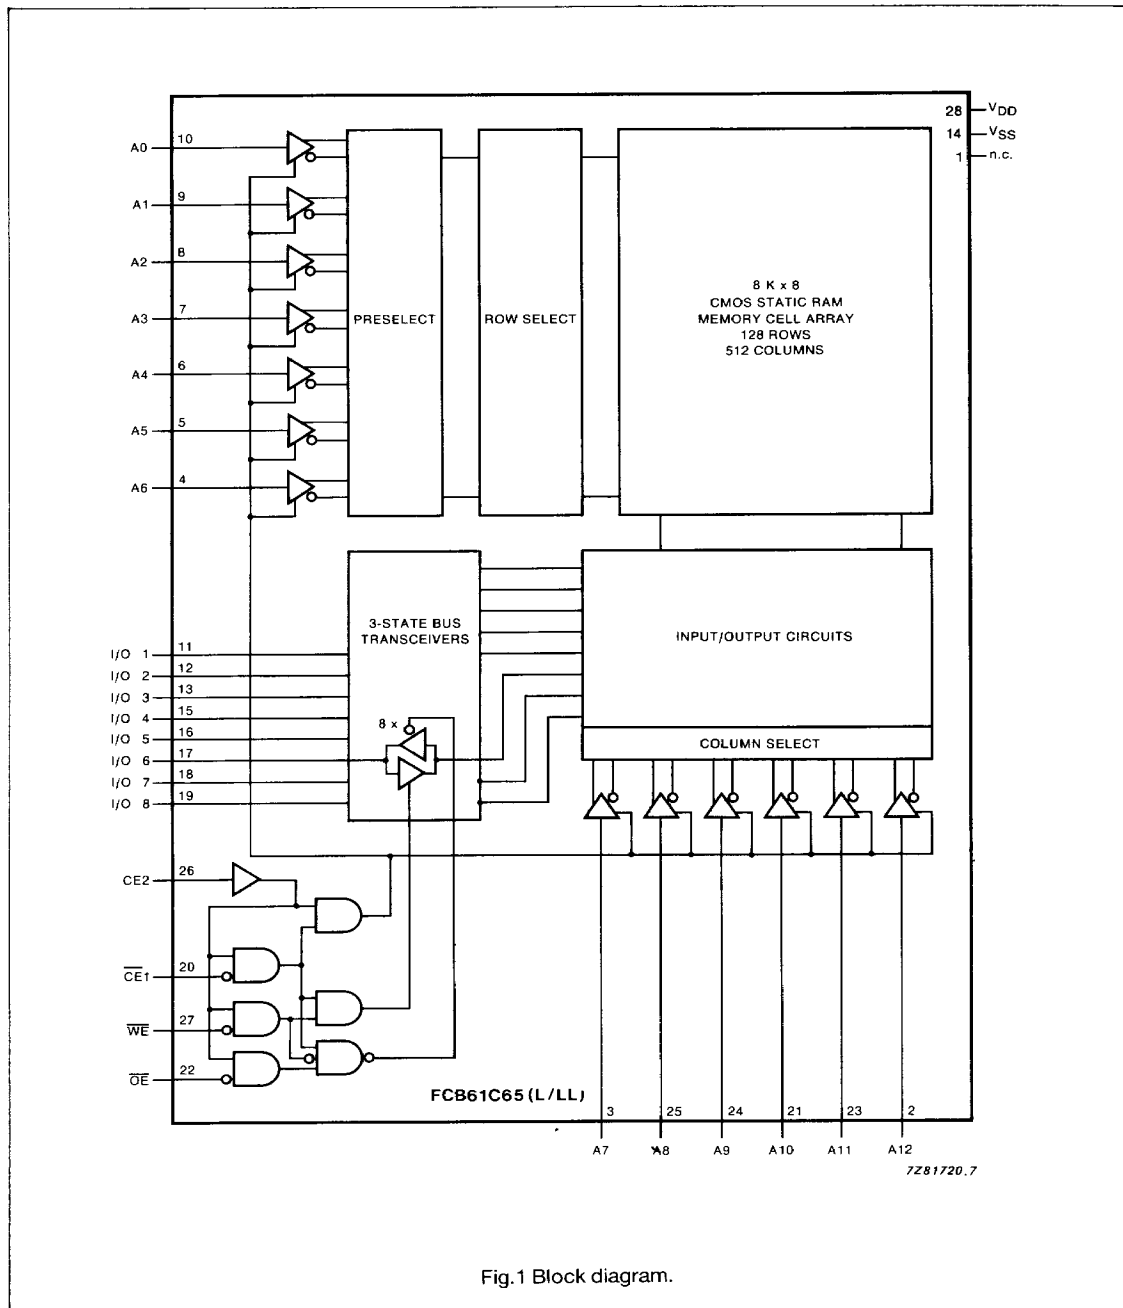 28 VDD
14 VSS
1 n.c.
A0 10
A1 9
A2 8
A3 7
A4 6
A5 5
A6 4
PRESELECT
ROW SELECT
8 K x 8
CMOS STATIC RAM
MEMORY CELL ARRAY
128 ROWS
512 COLUMNS
3-STATE BUS
TRANSCEIVERS
8 x
INPUT/OUTPUT CIRCUITS
COLUMN SELECT
I/O 1 11
I/O 2 12
I/O 3 13
I/O 4 15
I/O 5 16
I/O 6 17
I/O 7 18
I/O 8 19
CE2 26
CE1 20
WE 27
OE 22
FCB61C65 (L/LL)
3 25 24 21 23 2
A7 A8 A9 A10 A11 A12
7Z81720.7
Fig.1 Block diagram.